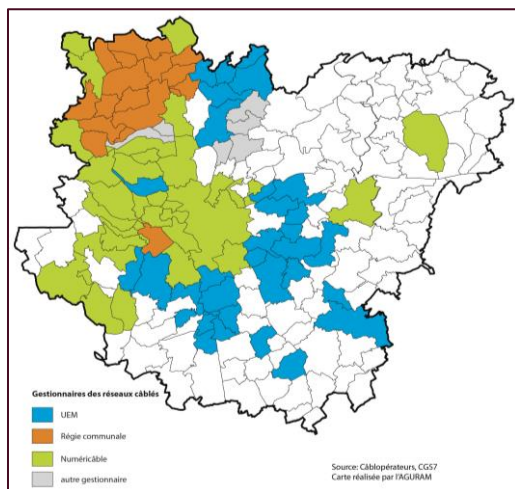 Gestionnaires des réseaux câblés
UEM
Régie communale
Numéricâble
autre gestionnaire
Source: Câblopérateurs, CG57
Carte réalisée par l'AGURAM